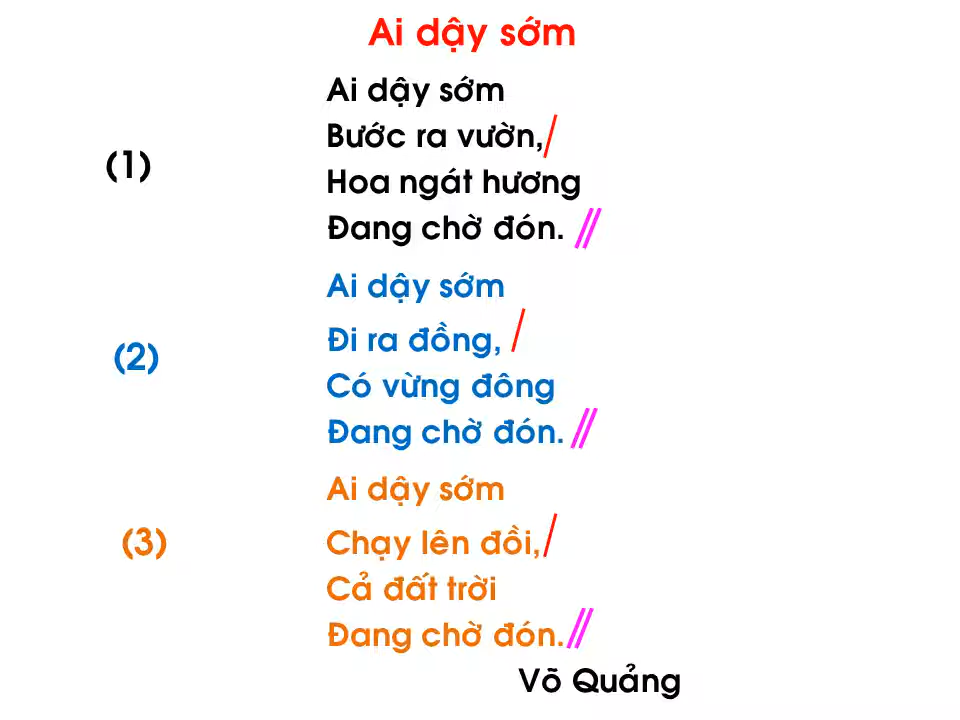 Ai dậy sớm
Ai dậy sớm
Bước ra vườn,
Hoa ngát hương
Đang chờ đón.
(1)
Ai dậy sớm
Đi ra đồng,
Có vừng đông
Đang chờ đón.
(2)
Ai dậy sớm
Chạy lên đồi,
Cả đất trời
Đang chờ đón.
(3)
Võ Quảng